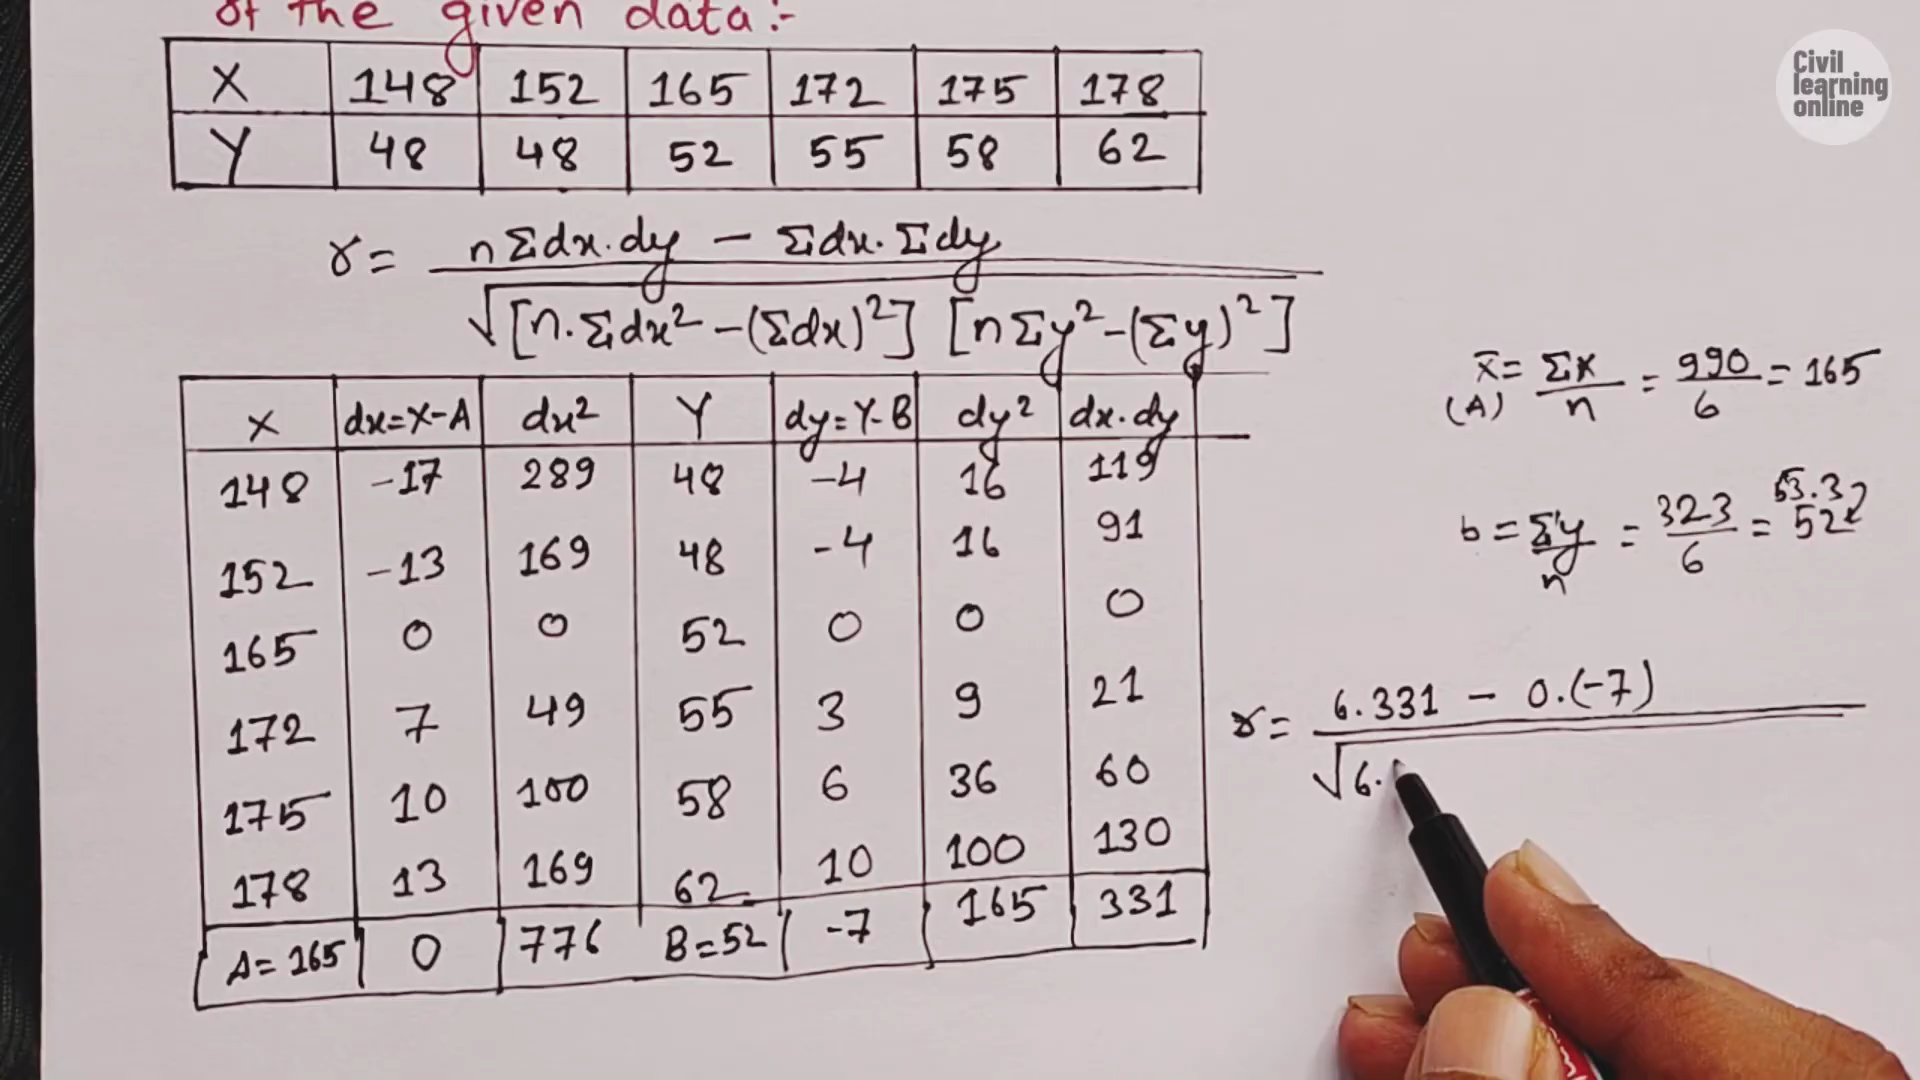 of the given data:-
X 148 152 165 172 175 178
Y 48 48 52 55 58 62
r = n Σdx.dy - Σdx.Σdy
√[n.Σdx²-(Σdx)²] [nΣy²-(Σy)²]
X dx=X-A dx² Y dy=Y-B dy² dx.dy
148 -17 289 48 -4 16 119
152 -13 169 48 -4 16 91
165 0 0 52 0 0 0
172 7 49 55 3 9 21
175 10 100 58 6 36 60
178 13 169 62 10 100 130
A=165 0 776 B=52 -7 165 331
x̄ = Σx/n = 990/6 = 165
(A)
b = Σy/n = 323/6 = 52
53.3
r = 6.331 - 0.(-7)
√6.
Civil
learning
online